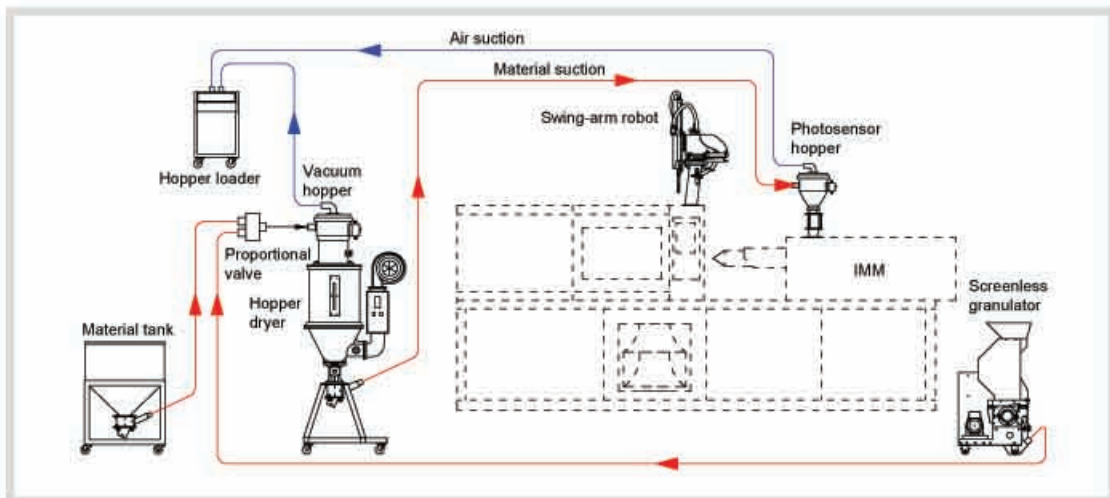 Air suction
Material suction
Swing-arm robot
Photosensor
hopper
Hopper loader
Vacuum
hopper
Proportional
valve
IMM
Hopper
dryer
Screenless
granulator
Material tank